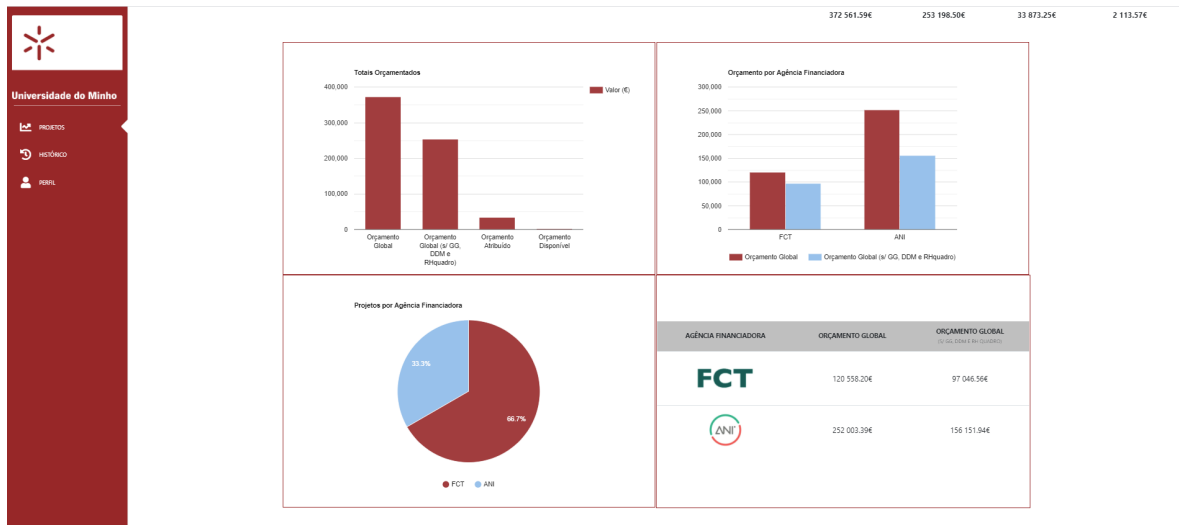 372 561.59€ 253 198.50€ 33 873.25€ 2 113.57€
Universidade do Minho
PROJETOS
HISTÓRICO
PERFIL
Totais Orçamentados
400,000
300,000
200,000
100,000
0
Valor (€)
Orçamento Global
Orçamento Global (s/ GG, DDM e RHquadro)
Orçamento Atribuído
Orçamento Disponível
Orçamento por Agência Financiadora
300,000
250,000
200,000
150,000
100,000
50,000
0
FCT ANI
Orçamento Global Orçamento Global (s/ GG, DDM e RHquadro)
Projetos por Agência Financiadora
33.3%
66.7%
FCT ANI
AGÊNCIA FINANCIADORA ORÇAMENTO GLOBAL ORÇAMENTO GLOBAL
(S/ GG, DDM E RH QUADRO)
FCT 120 558.20€ 97 046.56€
ANI 252 003.39€ 156 151.94€